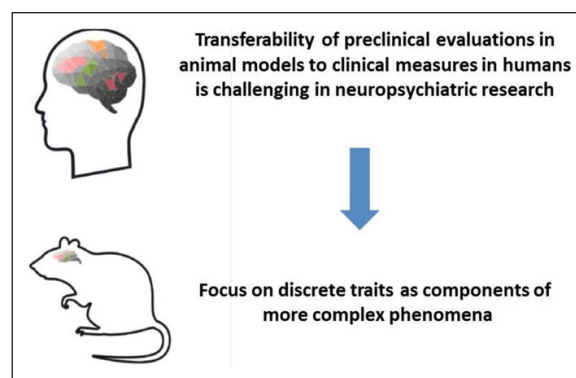 Transferability of preclinical evaluations in
animal models to clinical measures in humans
is challenging in neuropsychiatric research
Focus on discrete traits as components of
more complex phenomena